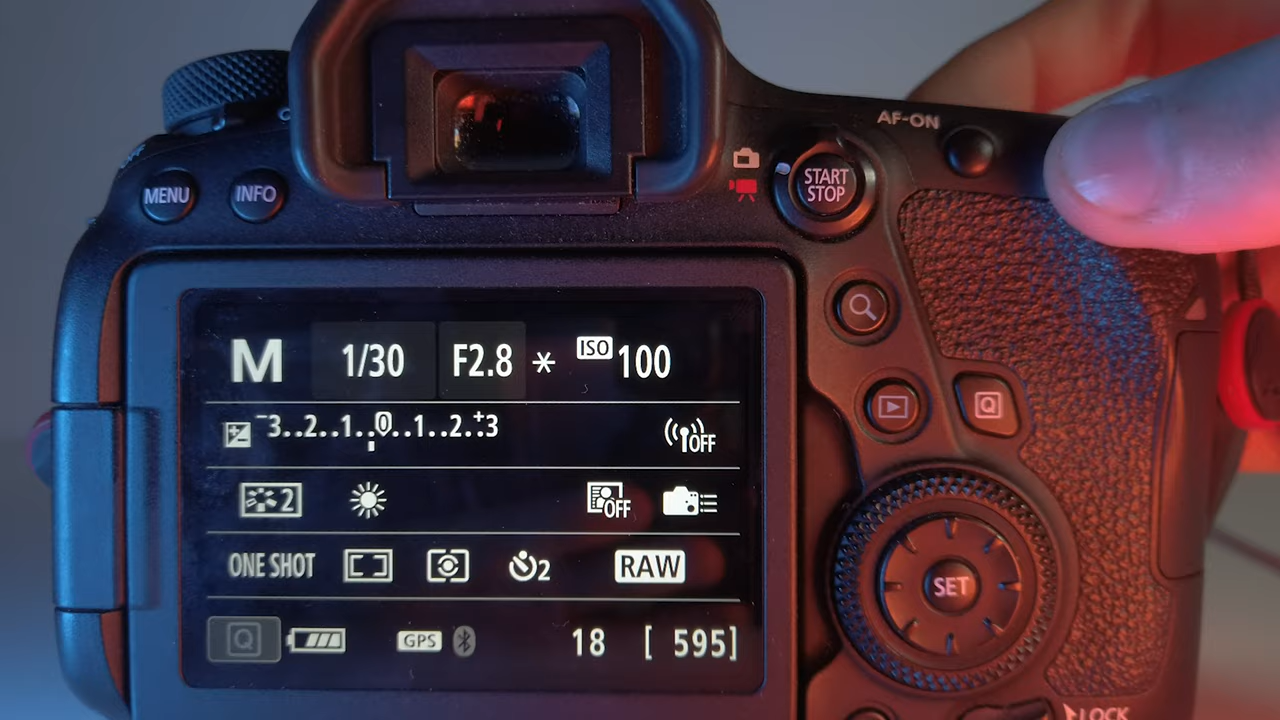 AF-ON
MENU
INFO
START
STOP
M 1/30 F2.8 * ISO 100
-3..2..1..0..1..2.+3
OFF
2
OFF
ONE SHOT
2
RAW
Q
GPS
18 [ 595]
Q
SET
LOCK